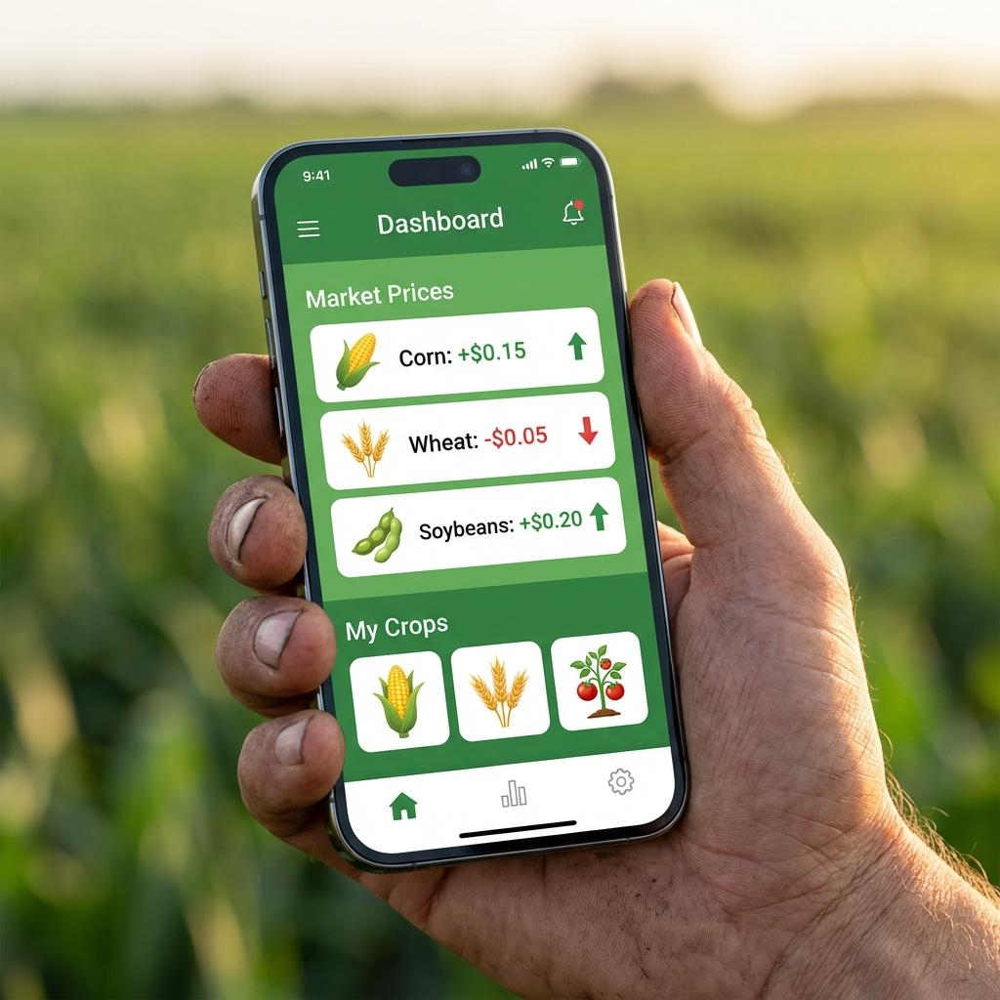 9:41
Dashboard
Market Prices
Corn: +$0.15
Wheat: -$0.05
Soybeans: +$0.20
My Crops